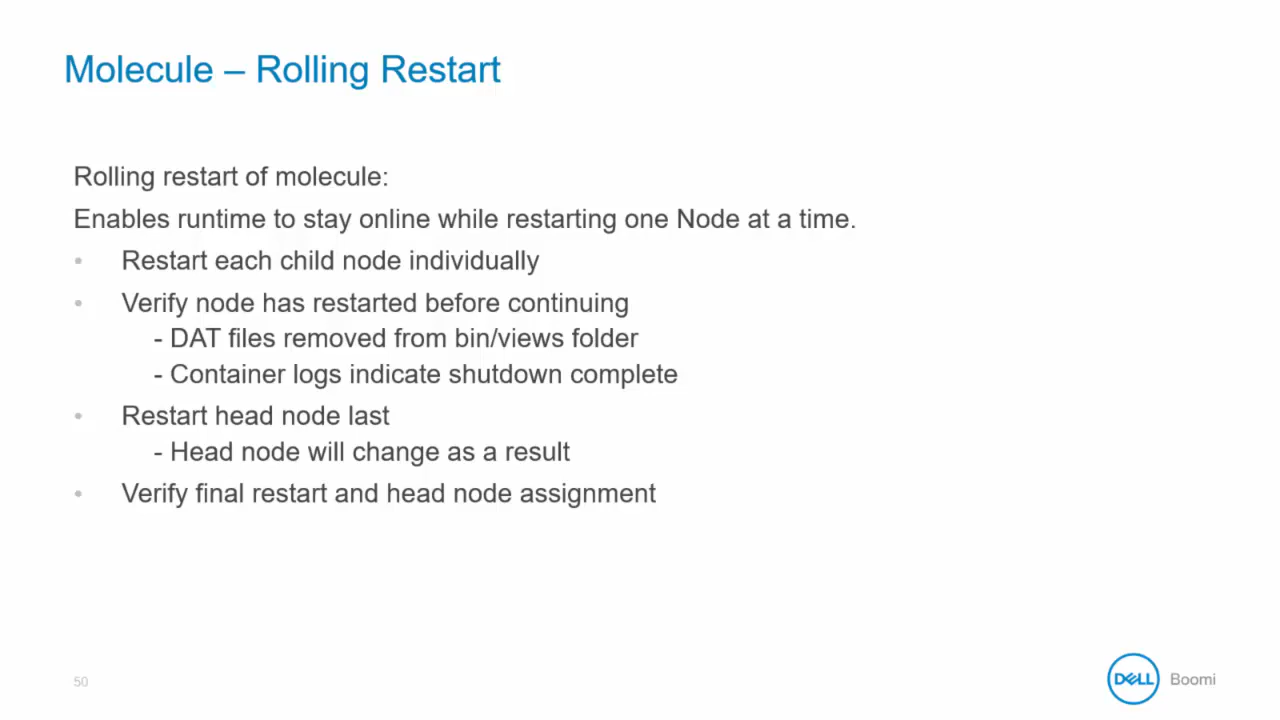 Molecule – Rolling Restart
Rolling restart of molecule:
Enables runtime to stay online while restarting one Node at a time.
• Restart each child node individually
• Verify node has restarted before continuing
- DAT files removed from bin/views folder
- Container logs indicate shutdown complete
• Restart head node last
- Head node will change as a result
• Verify final restart and head node assignment
50
DELL Boomi